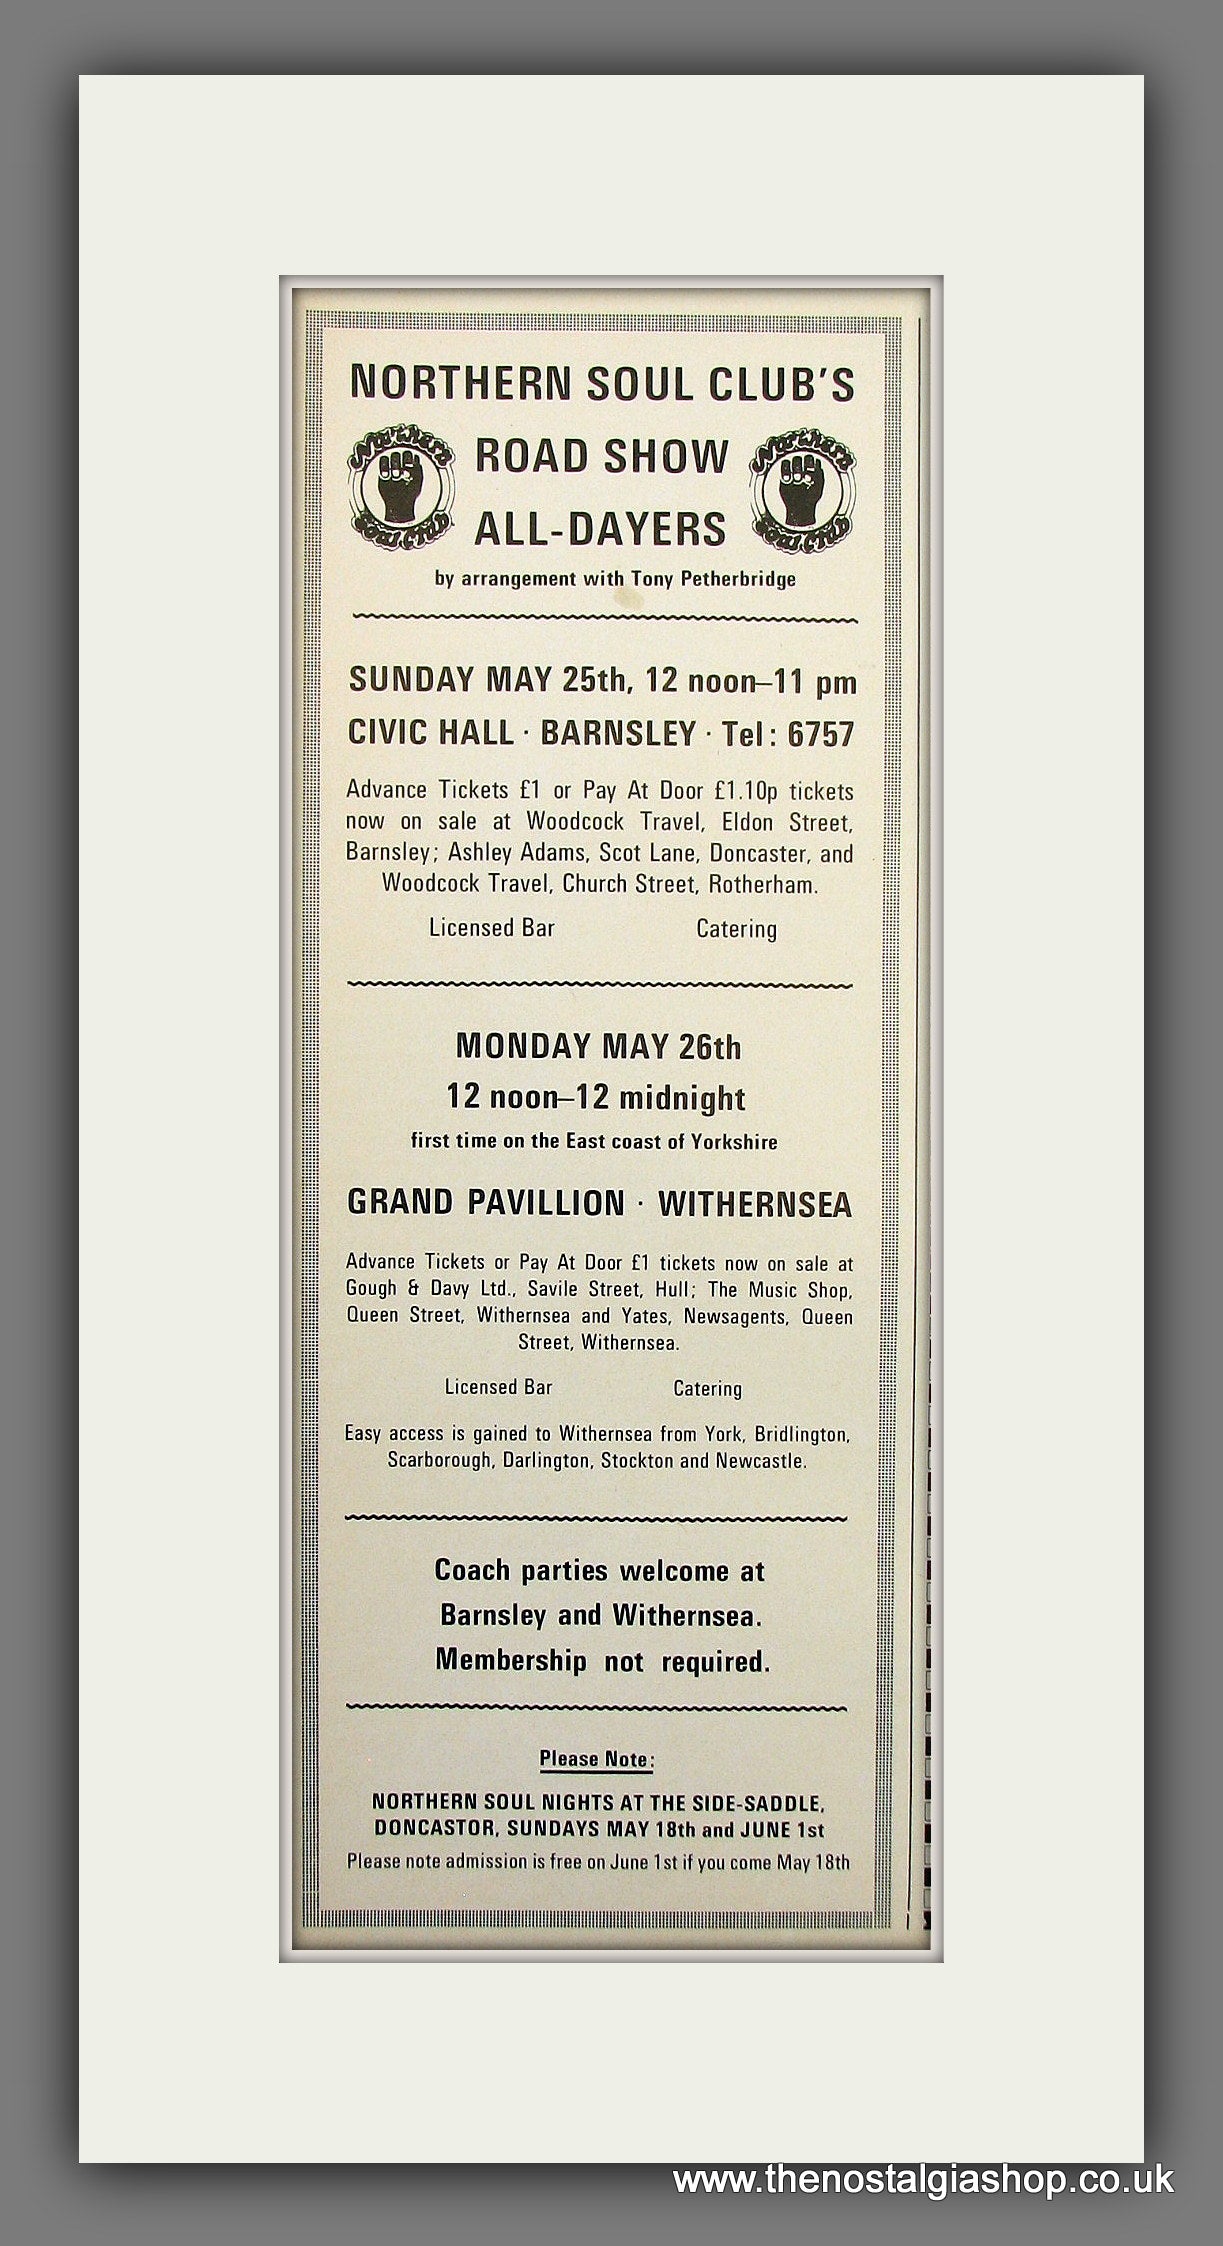 NORTHERN SOUL CLUB'S
Northern Soul Club
ROAD SHOW
Northern Soul Club
ALL-DAYERS
by arrangement with Tony Petherbridge
SUNDAY MAY 25th, 12 noon–11 pm
CIVIC HALL · BARNSLEY · Tel: 6757
Advance Tickets £1 or Pay At Door £1.10p tickets
now on sale at Woodcock Travel, Eldon Street,
Barnsley; Ashley Adams, Scot Lane, Doncaster, and
Woodcock Travel, Church Street, Rotherham.
Licensed Bar Catering
MONDAY MAY 26th
12 noon–12 midnight
first time on the East coast of Yorkshire
GRAND PAVILLION · WITHERNSEA
Advance Tickets or Pay At Door £1 tickets now on sale at
Gough & Davy Ltd., Savile Street, Hull; The Music Shop,
Queen Street, Withernsea and Yates, Newsagents, Queen
Street, Withernsea.
Licensed Bar Catering
Easy access is gained to Withernsea from York, Bridlington,
Scarborough, Darlington, Stockton and Newcastle.
Coach parties welcome at
Barnsley and Withernsea.
Membership not required.
Please Note:
NORTHERN SOUL NIGHTS AT THE SIDE-SADDLE,
DONCASTOR, SUNDAYS MAY 18th and JUNE 1st
Please note admission is free on June 1st if you come May 18th
www.thenostalgiashop.co.uk